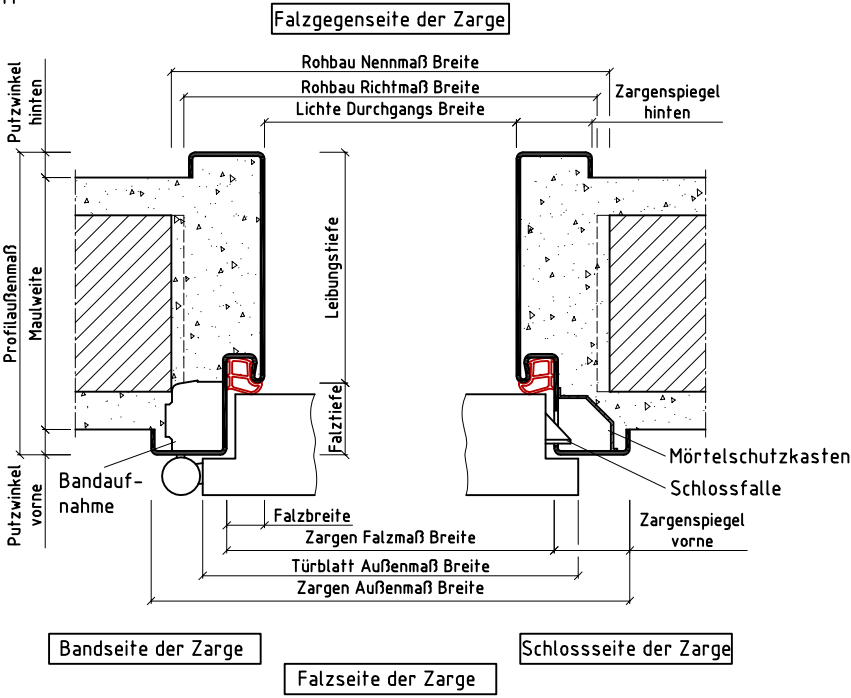 Falzgegenseite der Zarge
Rohbau Nennmaß Breite
Rohbau Richtmaß Breite
Lichte Durchgangs Breite
Zargenspiegel
hinten
Putzwinkel
hinten
Profilaußenmaß
Maulweite
Leibungstiefe
Falztiefe
Putzwinkel
vorne
Bandauf-
nahme
Mörtelschutzkasten
Schlossfalle
Falzbreite
Zargen Falzmaß Breite
Zargenspiegel
vorne
Türblatt Außenmaß Breite
Zargen Außenmaß Breite
Bandseite der Zarge
Schlossseite der Zarge
Falzseite der Zarge